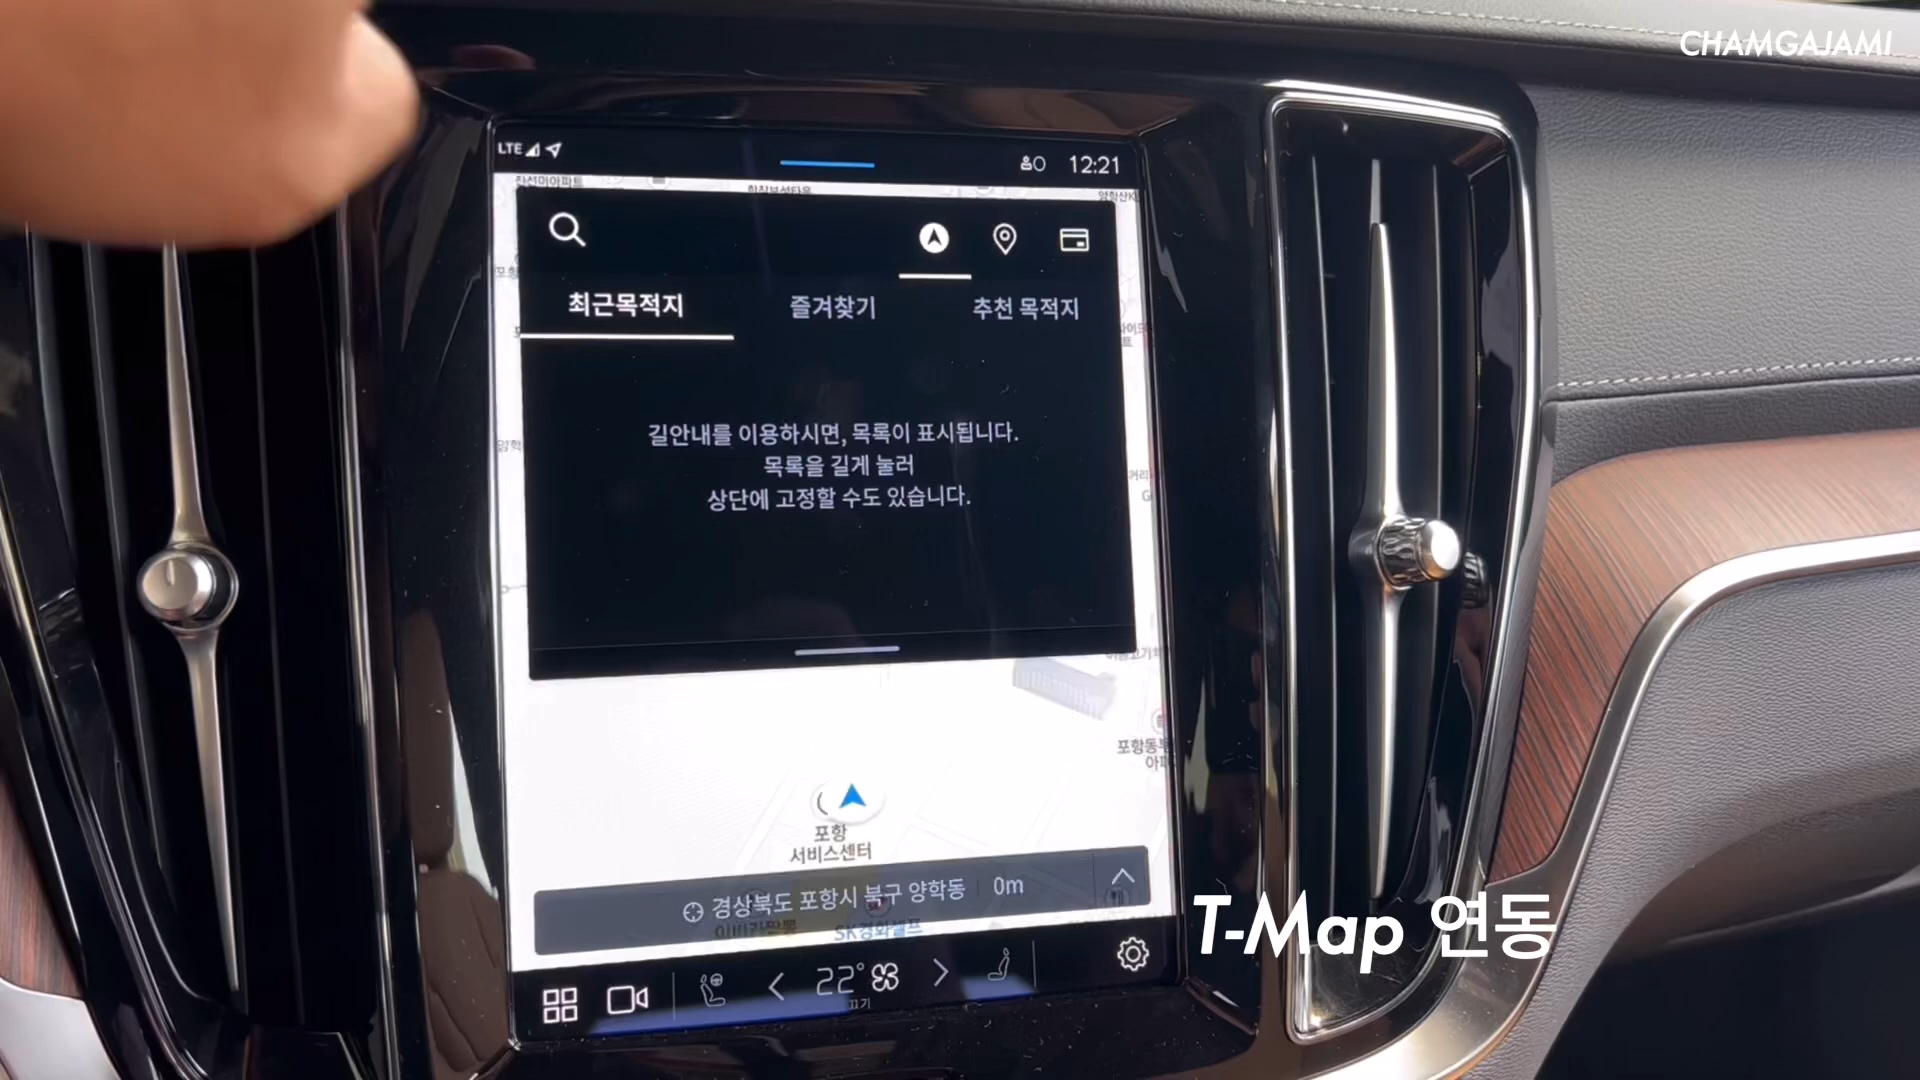 CHAMGAJAMI
LTE
12:21
최근목적지
즐겨찾기
추천 목적지
길안내를 이용하시면, 목록이 표시됩니다.
목록을 길게 눌러
상단에 고정할 수도 있습니다.
포항
서비스센터
경상북도 포항시 북구 양학동 0m
22°
끄기
T-Map 연동